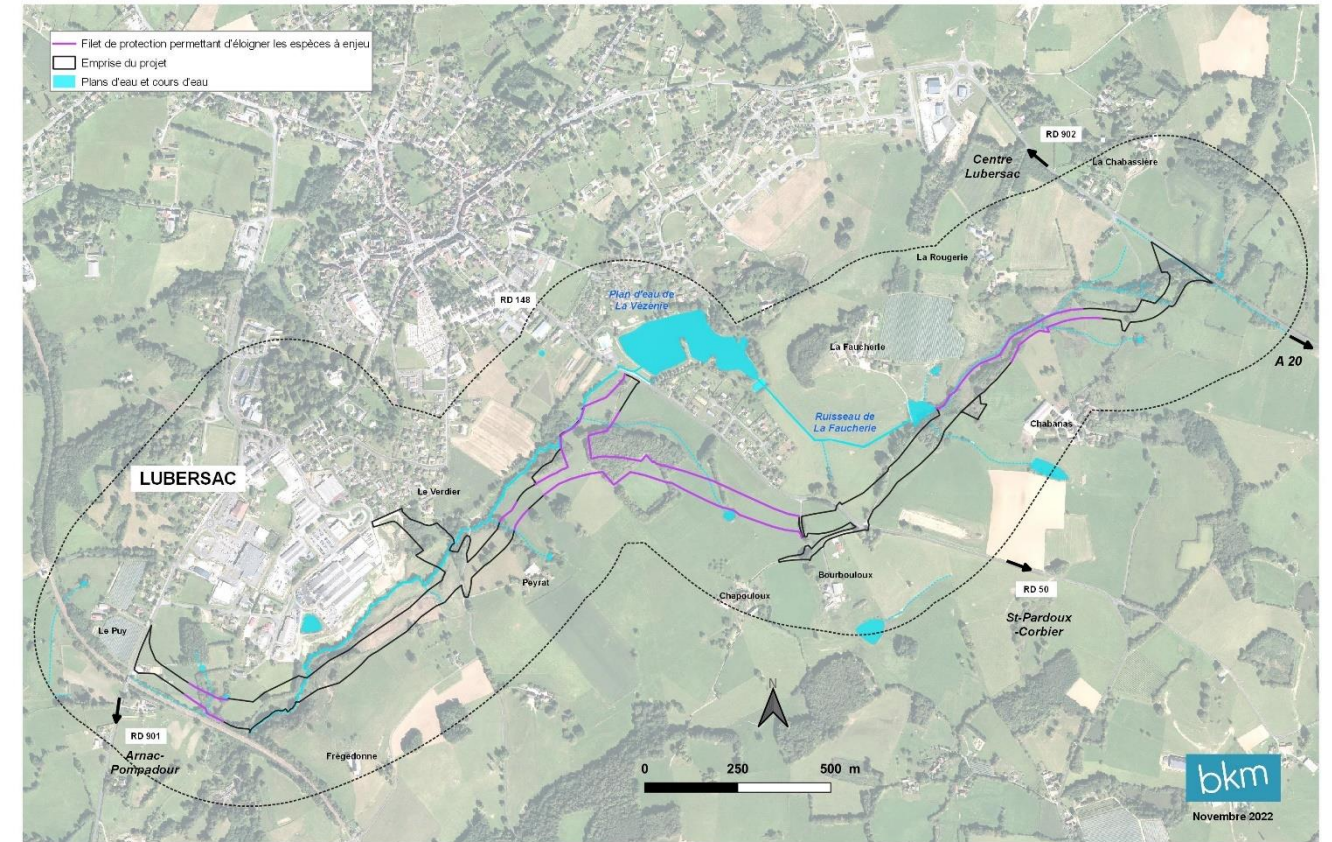 Filet de protection permettant d'éloigner les espèces à enjeu
Emprise du projet
Plans d'eau et cours d'eau
RD 902
Centre
Lubersac
La Chabassière
La Rougerie
RD 148
Plan d'eau de
La Vézénie
La Faucherie
A 20
Ruisseau de
La Faucherie
Chabanas
LUBERSAC
Le Verdier
Peyrat
Bourbouloux
Chapouloux
RD 50
St-Pardoux
-Corbier
Le Puy
RD 901
Arnac-
Pompadour
Frègédonne
N
0 250 500 m
bkm
Novembre 2022